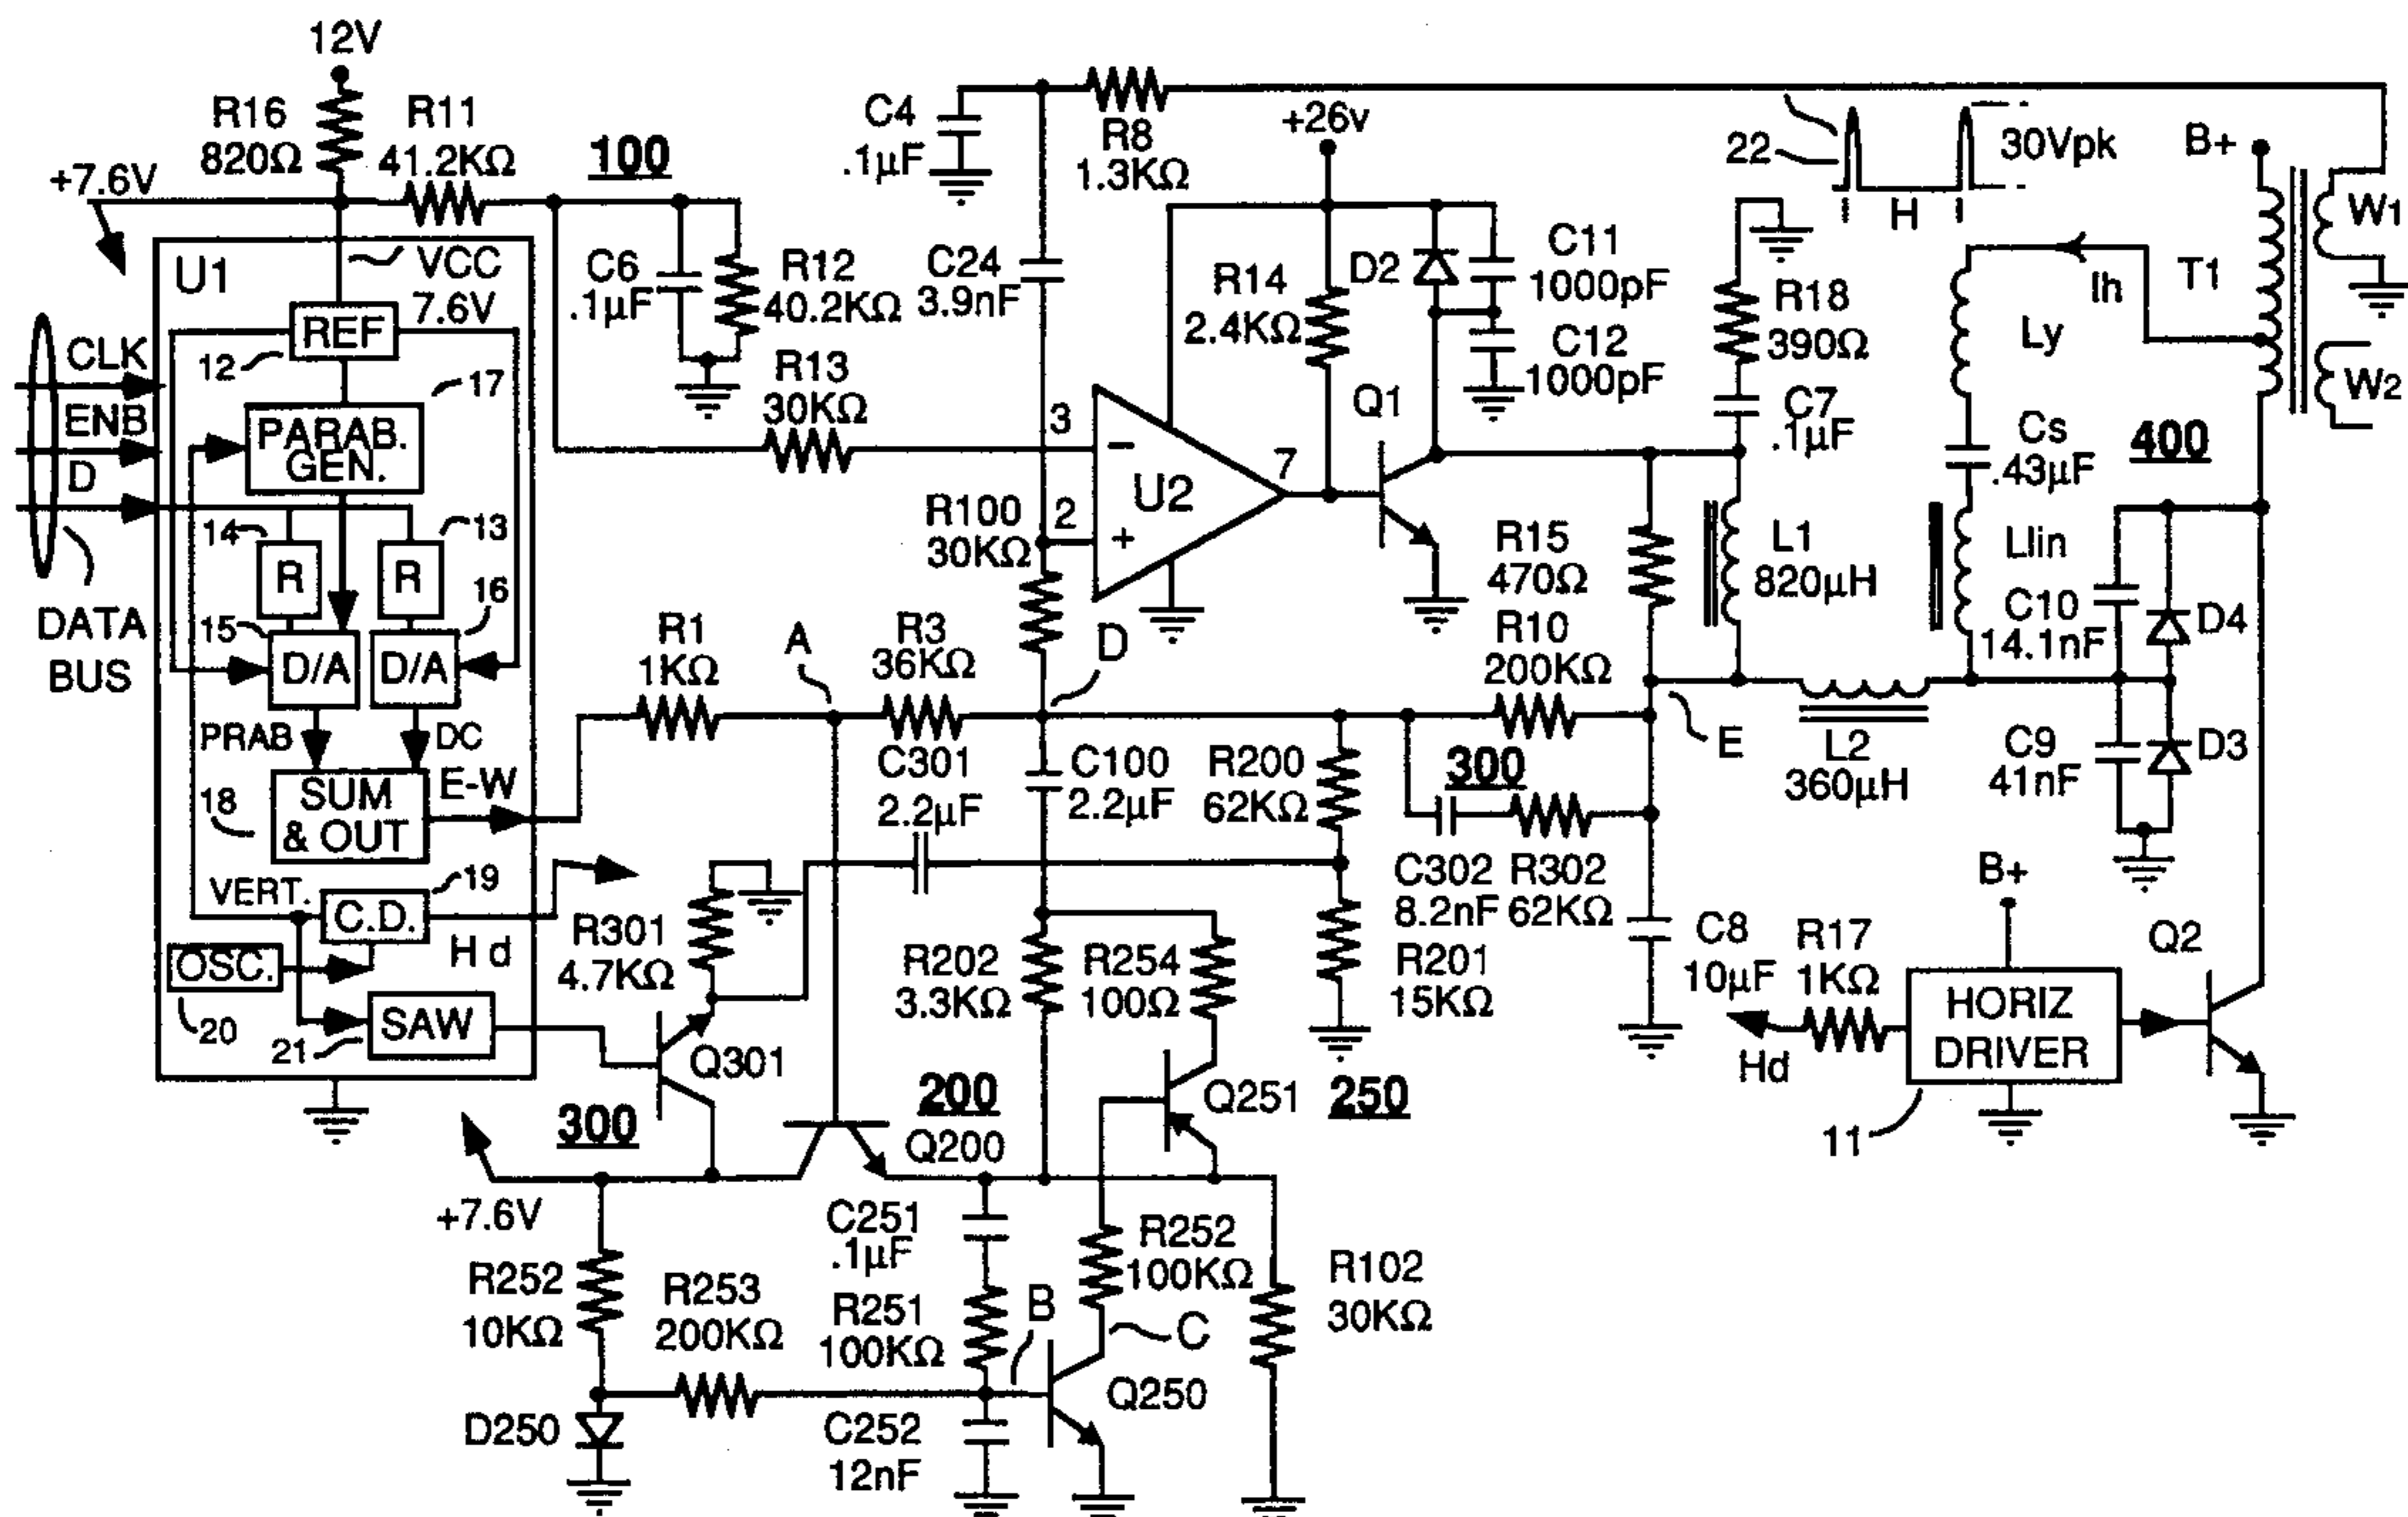 12V
R16
820Ω
R11
41.2KΩ
100
+7.6V
C4
.1µF
R8
1.3KΩ
+26v
22
30Vpk
H
B+
W1
W2
T1
Ih
U1
VCC
7.6V
REF
12
17
PARAB.
GEN.
CLK
ENB
D
DATA
BUS
14
13
R
R
15
16
D/A
D/A
PRAB
DC
E-W
SUM
& OUT
18
VERT.
19
C.D.
Hd
OSC.
20
SAW
21
C6
.1µF
R12
40.2KΩ
C24
3.9nF
R13
30KΩ
3
−
2
+
U2
7
R100
30KΩ
R14
2.4KΩ
D2
C11
1000pF
C12
1000pF
Q1
R18
390Ω
C7
.1µF
Ly
Cs
.43µF
400
R15
470Ω
L1
820µH
Llin
C10
14.1nF
D4
R1
1KΩ
A
R3
36KΩ
D
R10
200KΩ
E
L2
360µH
C9
41nF
D3
C301
2.2µF
C100
2.2µF
R200
62KΩ
300
C302
8.2nF
R302
62KΩ
C8
10µF
R301
4.7KΩ
R202
3.3KΩ
R254
100Ω
R201
15KΩ
B+
R17
1KΩ
Hd
HORIZ
DRIVER
11
Q2
Q301
300
200
Q200
Q251
250
+7.6V
R252
10KΩ
R253
200KΩ
C251
.1µF
R251
100KΩ
B
R252
100KΩ
C
R102
30KΩ
D250
C252
12nF
Q250